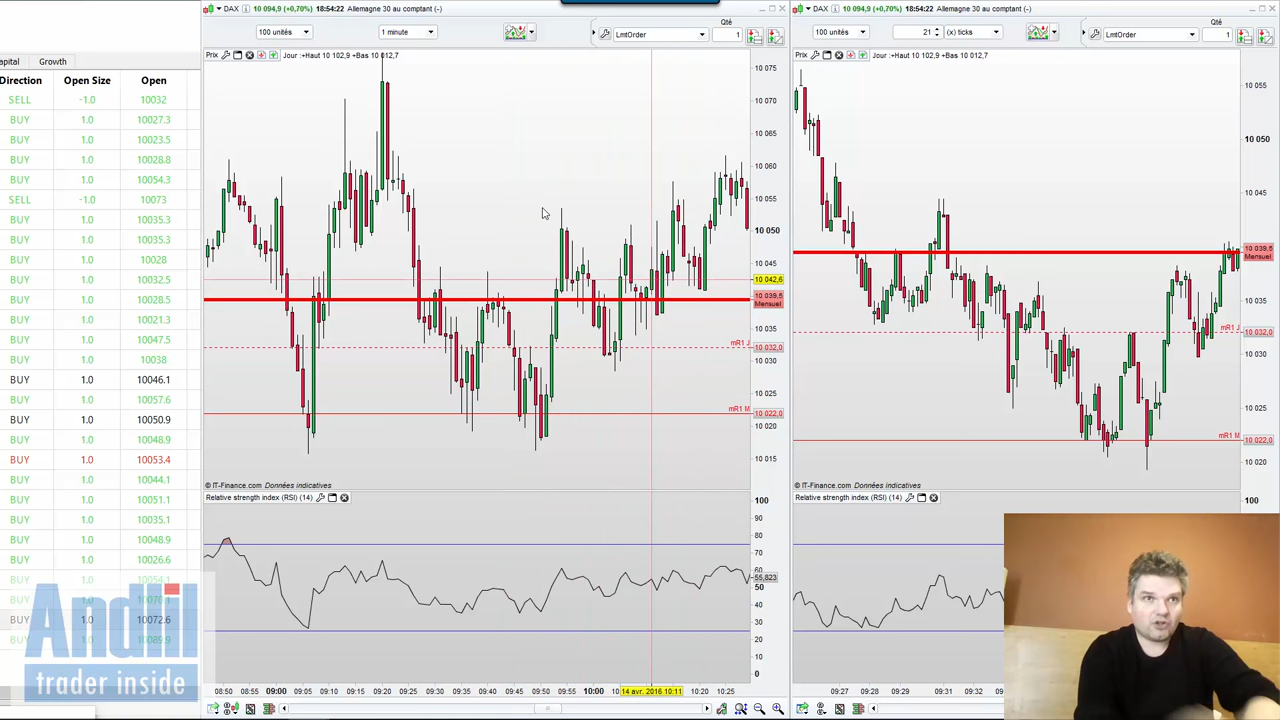 DAX 10 094,9 (+0,70%) 18:54:22 Allemagne 30 au comptant (-)
100 unités 1 minute LmtOrder Qté 1
Prix Jour :+Haut 10 102,9 +Bas 10 012,7
DAX 10 094,9 (+0,70%) 18:54:22 Allemagne 30 au comptant (-)
100 unités 21 (x) ticks LmtOrder Qté 1
Prix Jour :+Haut 10 102,9 +Bas 10 012,7
apital Growth
Direction Open Size Open
SELL -1.0 10032
BUY 1.0 10027.3
BUY 1.0 10023.5
BUY 1.0 10028.8
BUY 1.0 10054.3
SELL -1.0 10073
BUY 1.0 10035.3
BUY 1.0 10035.3
BUY 1.0 10028
BUY 1.0 10032.5
BUY 1.0 10028.5
BUY 1.0 10021.3
BUY 1.0 10047.5
BUY 1.0 10038
BUY 1.0 10046.1
BUY 1.0 10057.6
BUY 1.0 10050.9
BUY 1.0 10048.9
BUY 1.0 10053.4
BUY 1.0 10044.1
BUY 1.0 10051.1
BUY 1.0 10035.1
BUY 1.0 10048.9
BUY 1.0 10026.6
BUY 1.0 10054.1
1.0
BUY 1.0 10072.6
Andlil
trader inside
10 075
10 070
10 065
10 060
10 055
10 050
10 045
10 042,6
10 039,5
Mensuel
10 035
mR1 J 10 032,0
10 030
10 025
mR1 M 10 022,0
10 020
10 015
© IT-Finance.com Données indicatives
Relative strength index (RSI) (14)
100
90
80
70
60
55,823
50
40
30
20
10
0
08:50 08:55 09:00 09:05 09:10 09:15 09:20 09:25 09:30 09:35 09:40 09:45 09:50 09:55 10:00 14 avr. 2016 10:11 10:20 10:25
10 055
10 050
10 045
10 039,5
Mensuel
10 035
mR1 J 10 032,0
10 030
10 025
mR1 M 10 022,0
10 020
© IT-Finance.com Données indicatives
Relative strength index (RSI) (14)
100
09:27 09:28 09:29 09:31 09:32